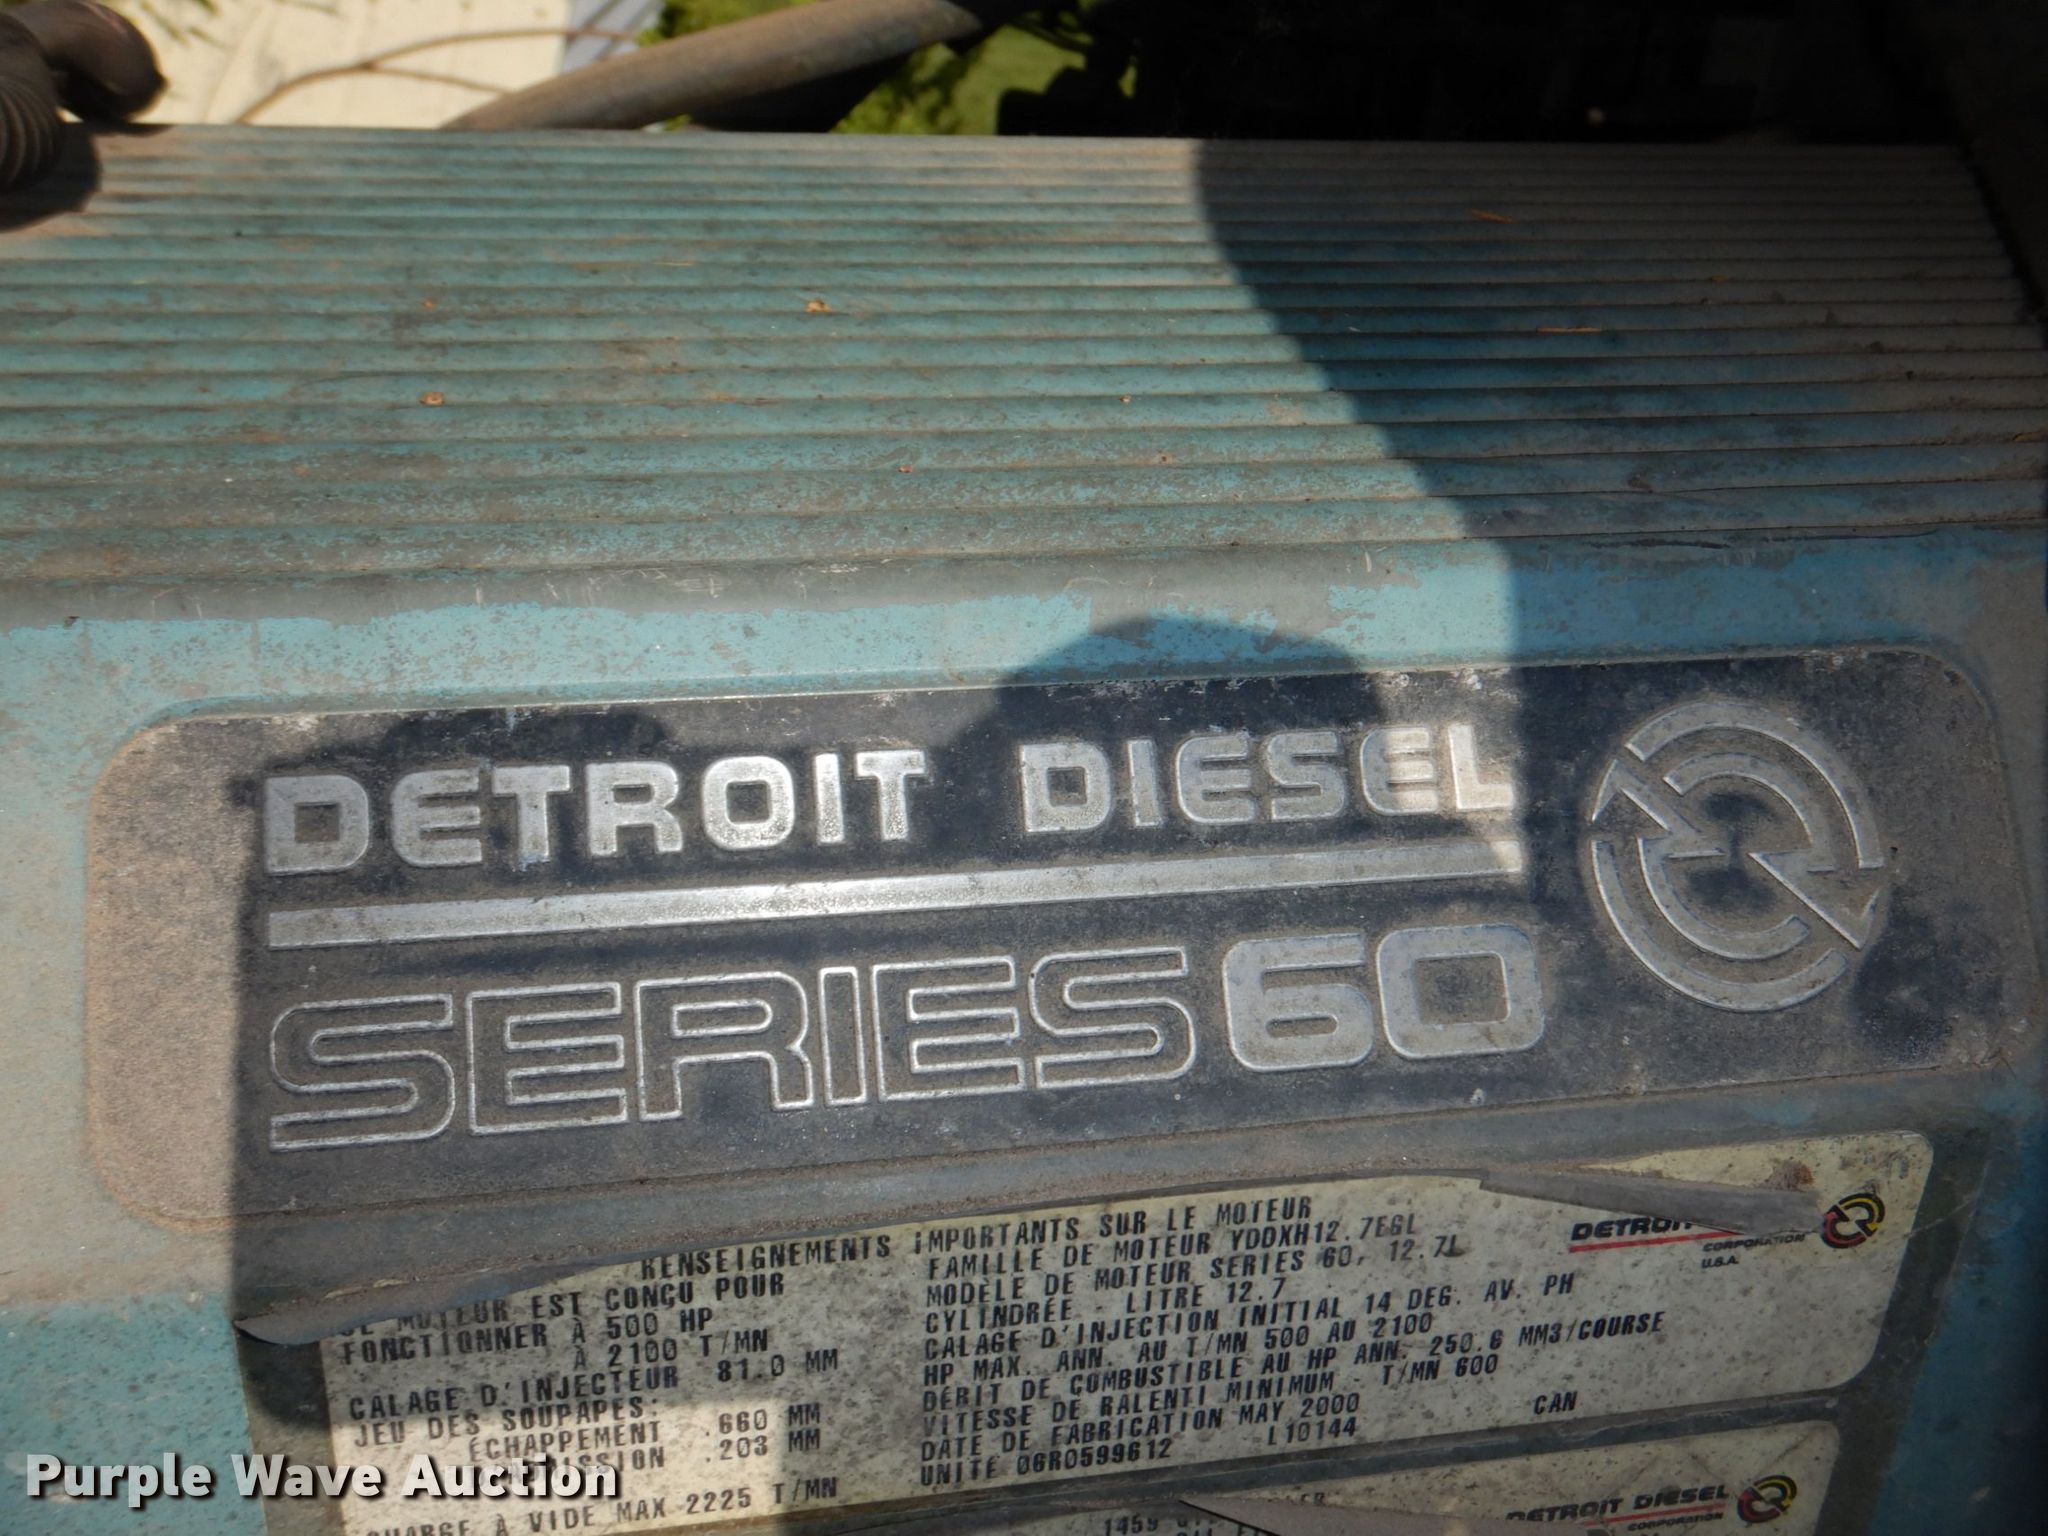 DETROIT DIESEL
SERIES 60
RENSEIGNEMENTS IMPORTANTS SUR LE MOTEUR
MOTEUR EST CONÇU POUR
FONCTIONNER À 500 HP
À 2100 T/MN
CALAGE D'INJECTEUR 81.0 MM
JEU DES SOUPAPES:
ÉCHAPPEMENT .660 MM
.203 MM
À VIDE MAX 2225 T/MN
FAMILLE DE MOTEUR YDDXH12.7EGL
MODÈLE DE MOTEUR SERIES 60, 12.7L
CYLINDRÉE - LITRE 12.7
CALAGE D'INJECTION INITIAL 14 DEG. AV. PH
HP MAX. ANN. AU T/MN 500 AU 2100
DÉBIT DE COMBUSTIBLE AU HP ANN. 250.6 MM3/COURSE
VITESSE DE RALENTI MINIMUM - T/MN 600
DATE DE FABRICATION MAY 2000 CAN
UNITÉ 06R0599612 L10144
DETROIT
CORPORATION
U.S.A.
DETROIT DIESEL
CORPORATION
Purple Wave Auction